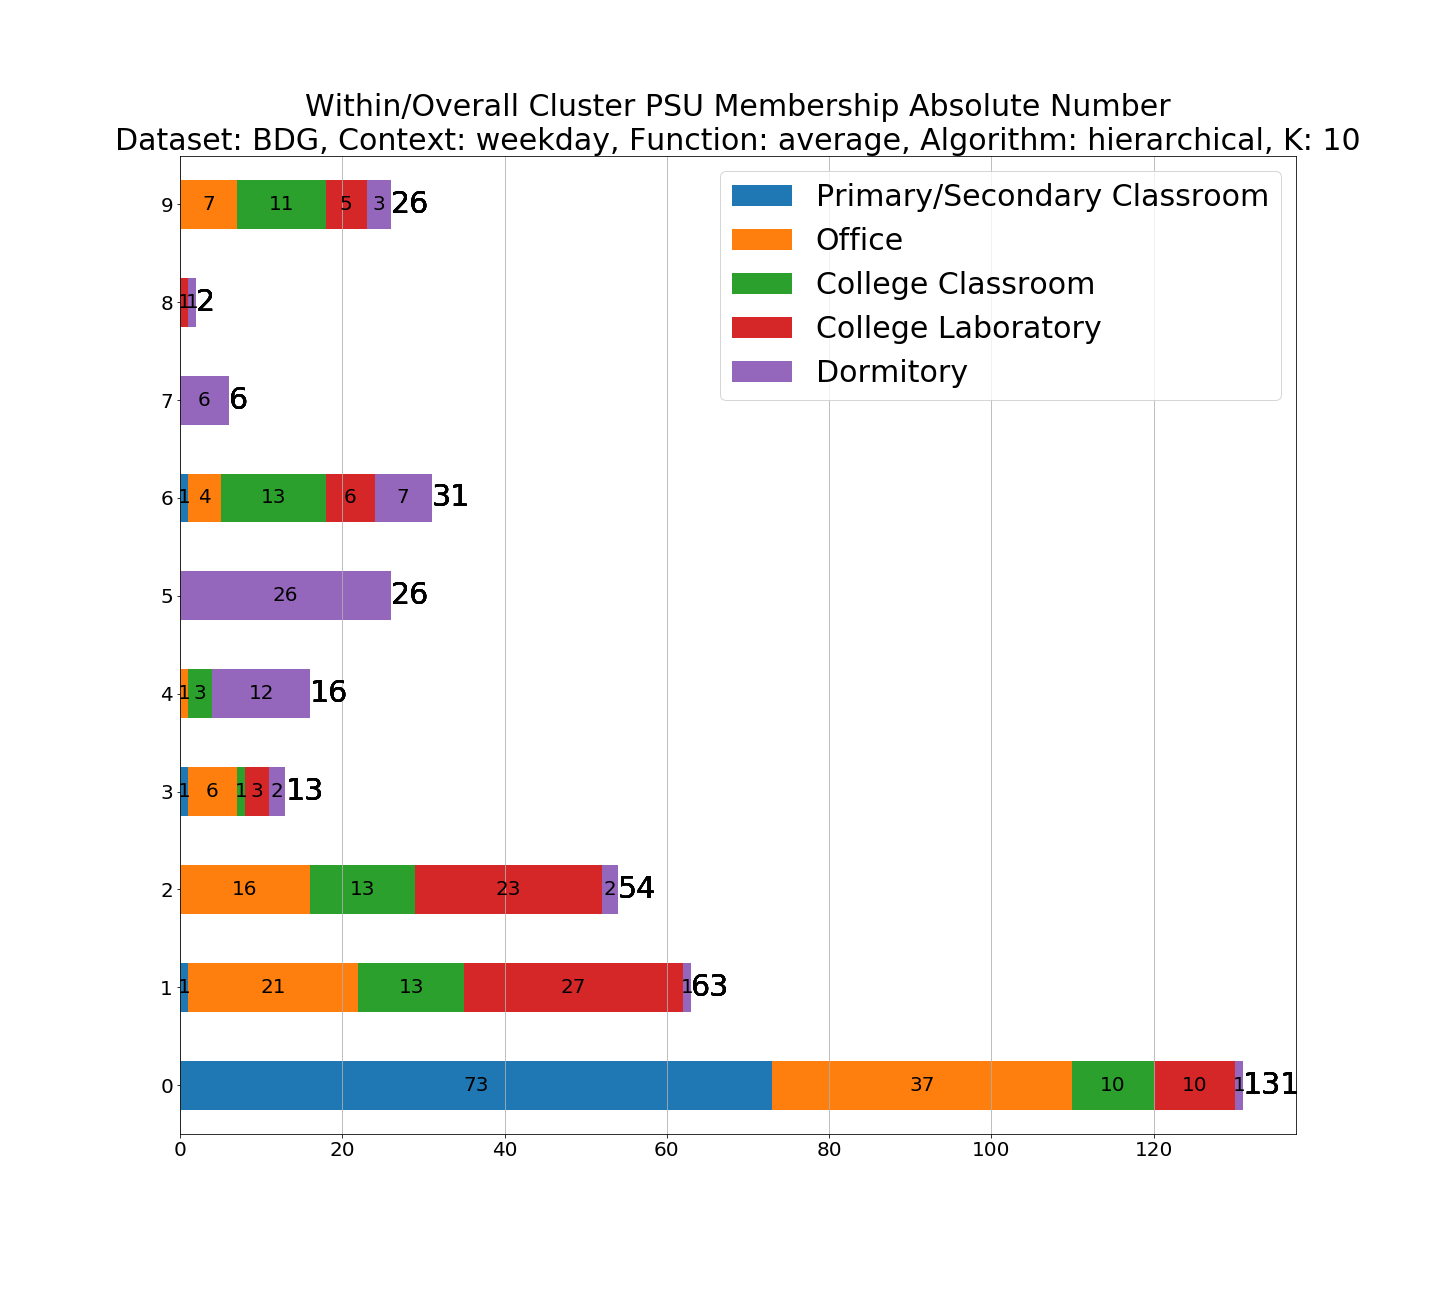 Within/Overall Cluster PSU Membership Absolute Number
Dataset: BDG, Context: weekday, Function: average, Algorithm: hierarchical, K: 10
Primary/Secondary Classroom
Office
College Classroom
College Laboratory
Dormitory
9 7 11 5 3 26
8 1 1 2
7 6 6
6 1 4 13 6 7 31
5 26 26
4 1 3 12 16
3 1 6 1 3 2 13
2 16 13 23 2 54
1 1 21 13 27 1 63
0 73 37 10 10 1 131
0 20 40 60 80 100 120